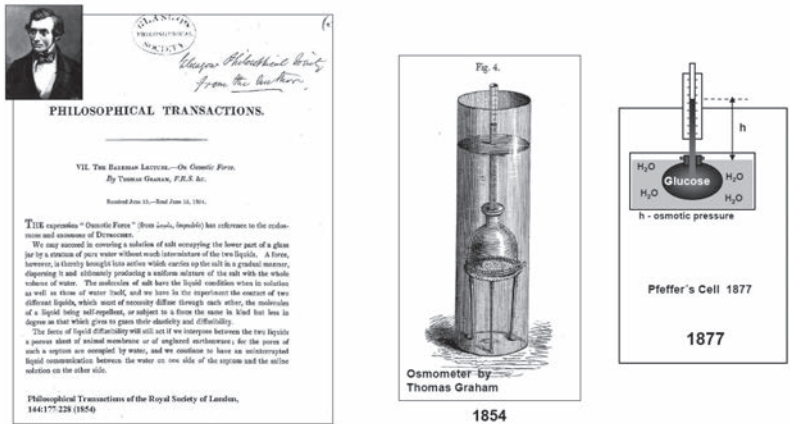 GLASGOW
PHILOSOPHICAL
SOCIETY
Glasgow Philosophical Society
from the author
PHILOSOPHICAL TRANSACTIONS.
VII. THE BAKERIAN LECTURE.—On Osmotic Force.
By THOMAS GRAHAM, F.R.S. &c.
Received June 15,—Read June 15, 1854.
THE expression "Osmotic Force" (from impulse) has reference to the endos-
mose and exosmose of DUTROCHET.
We may succeed in covering a solution of salt occupying the lower part of a glass
jar by a stratum of pure water without much intermixture of the two liquids. A force,
however, is thereby brought into action which carries up the salt in a gradual manner,
dispersing it and ultimately producing a uniform mixture of the salt with the whole
volume of water. The molecules of salt have the liquid condition when in solution
as well as those of water itself, and we have in the experiment the contact of two
different liquids, which must of necessity diffuse through each other, the molecules
of a liquid being self-repellent, or subject to a force the same in kind but less in
degree as that which gives to gases their elasticity and diffusibility.
The force of liquid diffusibility will still act if we interpose between the two liquids
a porous sheet of animal membrane or of unglazed earthenware; for the pores of
such a septum are occupied by water, and we continue to have an uninterrupted
liquid communication between the water on one side of the septum and the saline
solution on the other side.
Philosophical Transactions of the Royal Society of London,
144:177-228 (1854)
Fig. 4.
Osmometer by
Thomas Graham
1854
h
H₂O
H₂O
Glucose
H₂O
H₂O
h - osmotic pressure
Pfeffer´s Cell 1877
1877